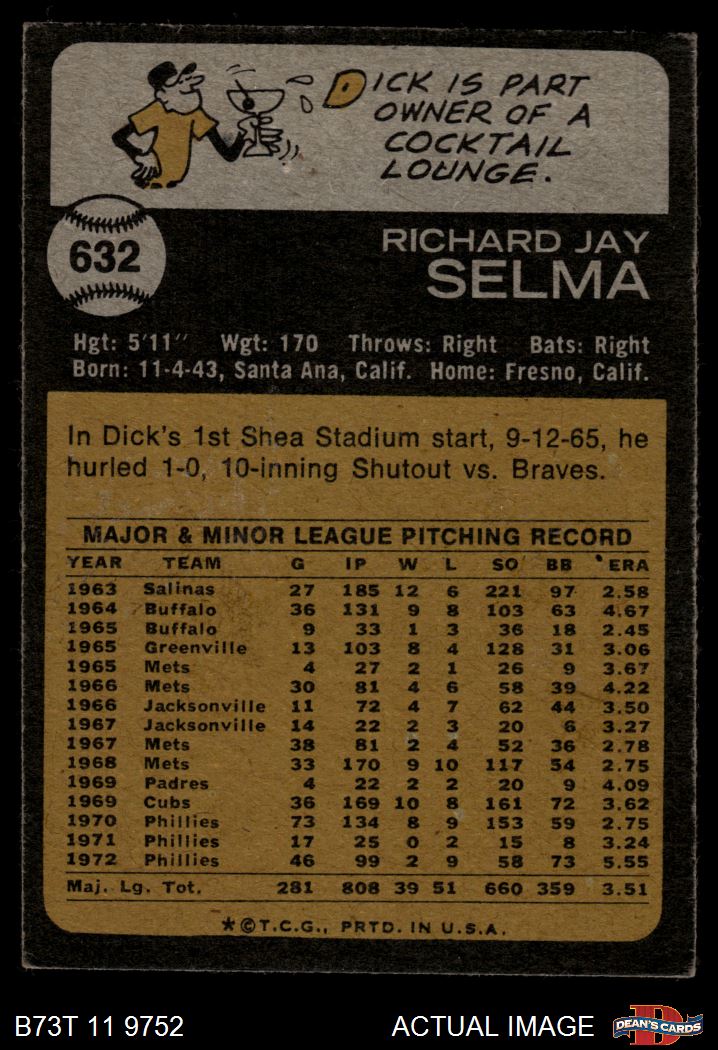 DICK IS PART
OWNER OF A
COCKTAIL
LOUNGE.
632
RICHARD JAY
SELMA
Hgt: 5'11" Wgt: 170 Throws: Right Bats: Right
Born: 11-4-43, Santa Ana, Calif. Home: Fresno, Calif.
In Dick's 1st Shea Stadium start, 9-12-65, he
hurled 1-0, 10-inning Shutout vs. Braves.
MAJOR & MINOR LEAGUE PITCHING RECORD
YEAR TEAM G IP W L SO BB ERA
1963 Salinas 27 185 12 6 221 97 2.58
1964 Buffalo 36 131 9 8 103 63 4.67
1965 Buffalo 9 33 1 3 36 18 2.45
1965 Greenville 13 103 8 4 128 31 3.06
1965 Mets 4 27 2 1 26 9 3.67
1966 Mets 30 81 4 6 58 39 4.22
1966 Jacksonville 11 72 4 7 62 44 3.50
1967 Jacksonville 14 22 2 3 20 6 3.27
1967 Mets 38 81 2 4 52 36 2.78
1968 Mets 33 170 9 10 117 54 2.75
1969 Padres 4 22 2 2 20 9 4.09
1969 Cubs 36 169 10 8 161 72 3.62
1970 Phillies 73 134 8 9 153 59 2.75
1971 Phillies 17 25 0 2 15 8 3.24
1972 Phillies 46 99 2 9 58 73 5.55
Maj. Lg. Tot. 281 808 39 51 660 359 3.51
*©T.C.G., PRTD. IN U.S.A.
B73T 11 9752 ACTUAL IMAGE DEAN'S CARDS